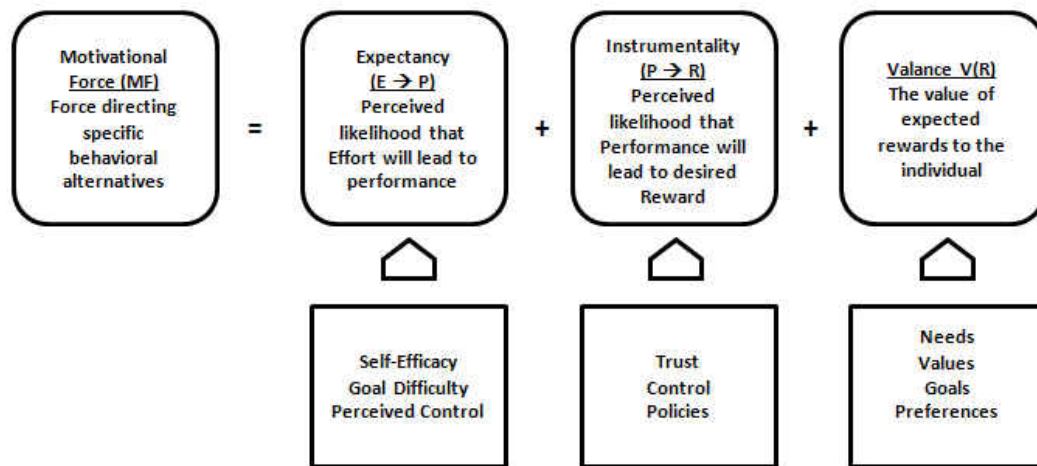 Motivational
Force (MF)
Force directing
specific
behavioral
alternatives
=
Expectancy
(E → P)
Perceived
likelihood that
Effort will lead to
performance
+
Instrumentality
(P → R)
Perceived
likelihood that
Performance will
lead to desired
Reward
+
Valance V(R)
The value of
expected
rewards to the
individual
Self-Efficacy
Goal Difficulty
Perceived Control
Trust
Control
Policies
Needs
Values
Goals
Preferences